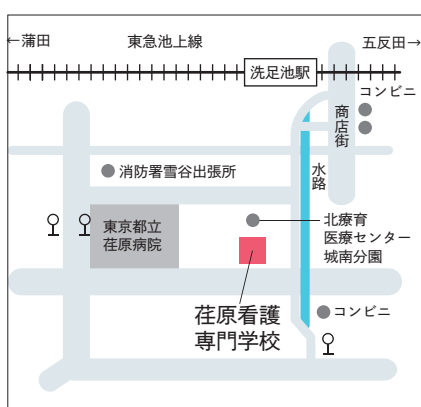 ←蒲田
東急池上線
五反田→
洗足池駅
コンビニ
商店街
水路
消防署雪谷出張所
東京都立
荏原病院
北療育
医療センター
城南分園
荏原看護
専門学校
コンビニ